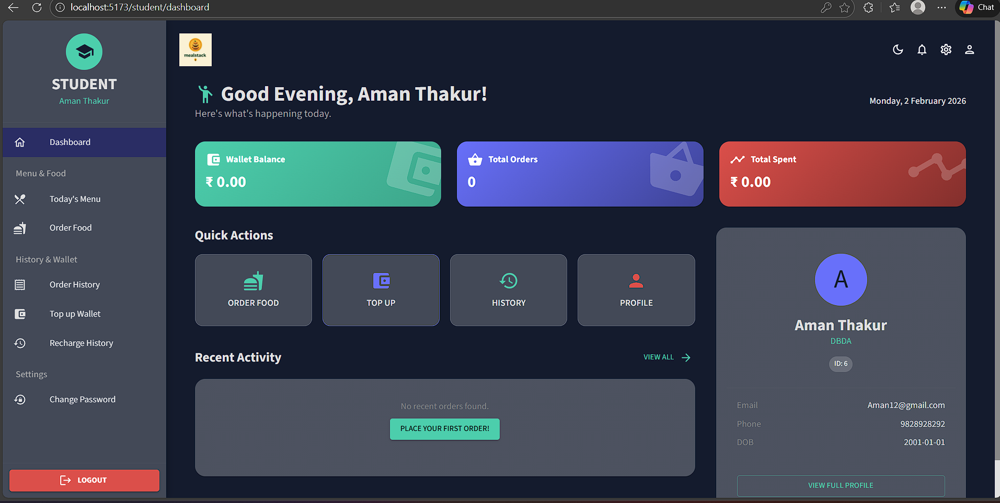 localhost:5173/student/dashboard
Chat
STUDENT
Aman Thakur
Dashboard
Menu & Food
Today's Menu
Order Food
History & Wallet
Order History
Top up Wallet
Recharge History
Settings
Change Password
LOGOUT
mealstack
Good Evening, Aman Thakur!
Here's what's happening today.
Monday, 2 February 2026
Wallet Balance
₹ 0.00
Total Orders
0
Total Spent
₹ 0.00
Quick Actions
ORDER FOOD
TOP UP
HISTORY
PROFILE
Recent Activity
VIEW ALL
No recent orders found.
PLACE YOUR FIRST ORDER!
A
Aman Thakur
DBDA
ID: 6
Email Aman12@gmail.com
Phone 9828928292
DOB 2001-01-01
VIEW FULL PROFILE